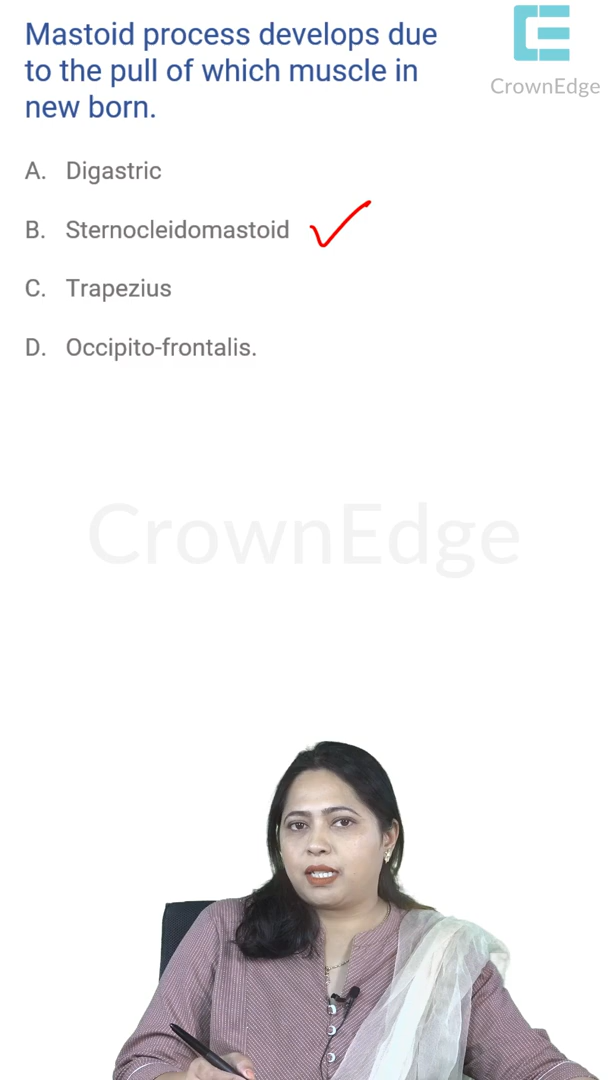 Mastoid process develops due
to the pull of which muscle in
new born.
CrownEdge
A. Digastric
B. Sternocleidomastoid
C. Trapezius
D. Occipito-frontalis.
CrownEdge